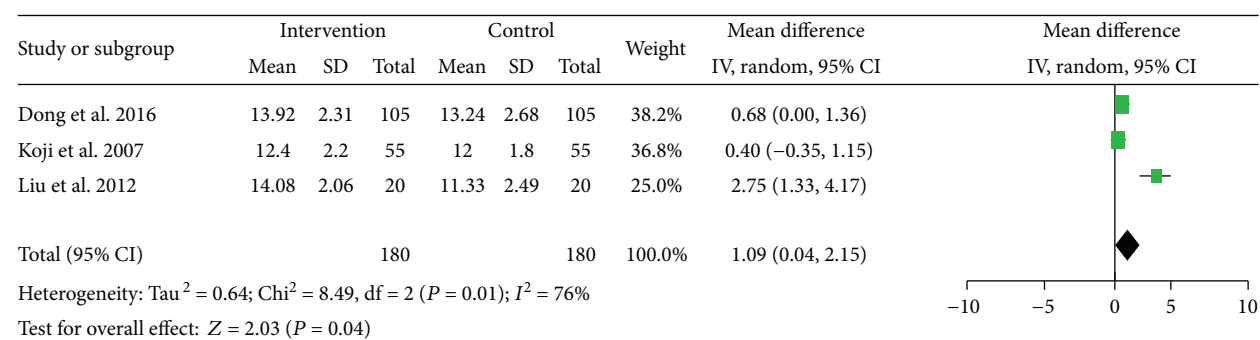 Study or subgroup Intervention Control Weight Mean difference Mean difference
Mean SD Total Mean SD Total IV, random, 95% CI IV, random, 95% CI
Dong et al. 2016 13.92 2.31 105 13.24 2.68 105 38.2% 0.68 (0.00, 1.36)
Koji et al. 2007 12.4 2.2 55 12 1.8 55 36.8% 0.40 (−0.35, 1.15)
Liu et al. 2012 14.08 2.06 20 11.33 2.49 20 25.0% 2.75 (1.33, 4.17)
Total (95% CI) 180 180 100.0% 1.09 (0.04, 2.15)
Heterogeneity: Tau² = 0.64; Chi² = 8.49, df = 2 (P = 0.01); I² = 76%
Test for overall effect: Z = 2.03 (P = 0.04)
−10 −5 0 5 10